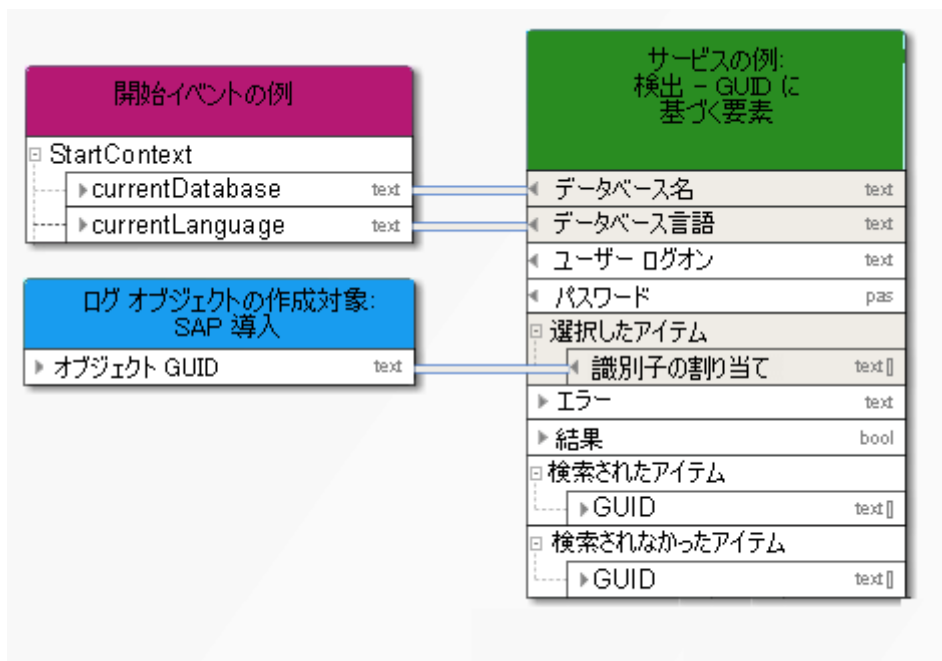 開始イベントの例
StartContext
currentDatabase text
currentLanguage text
ログ オブジェクトの作成対象:
SAP 導入
オブジェクト GUID text
サービスの例:
検出 - GUID に
基づく要素
データベース名 text
データベース言語 text
ユーザー ログオン text
パスワード pas
選択したアイテム
識別子の割り当て text[]
エラー text
結果 bool
検索されたアイテム
GUID text[]
検索されなかったアイテム
GUID text[]